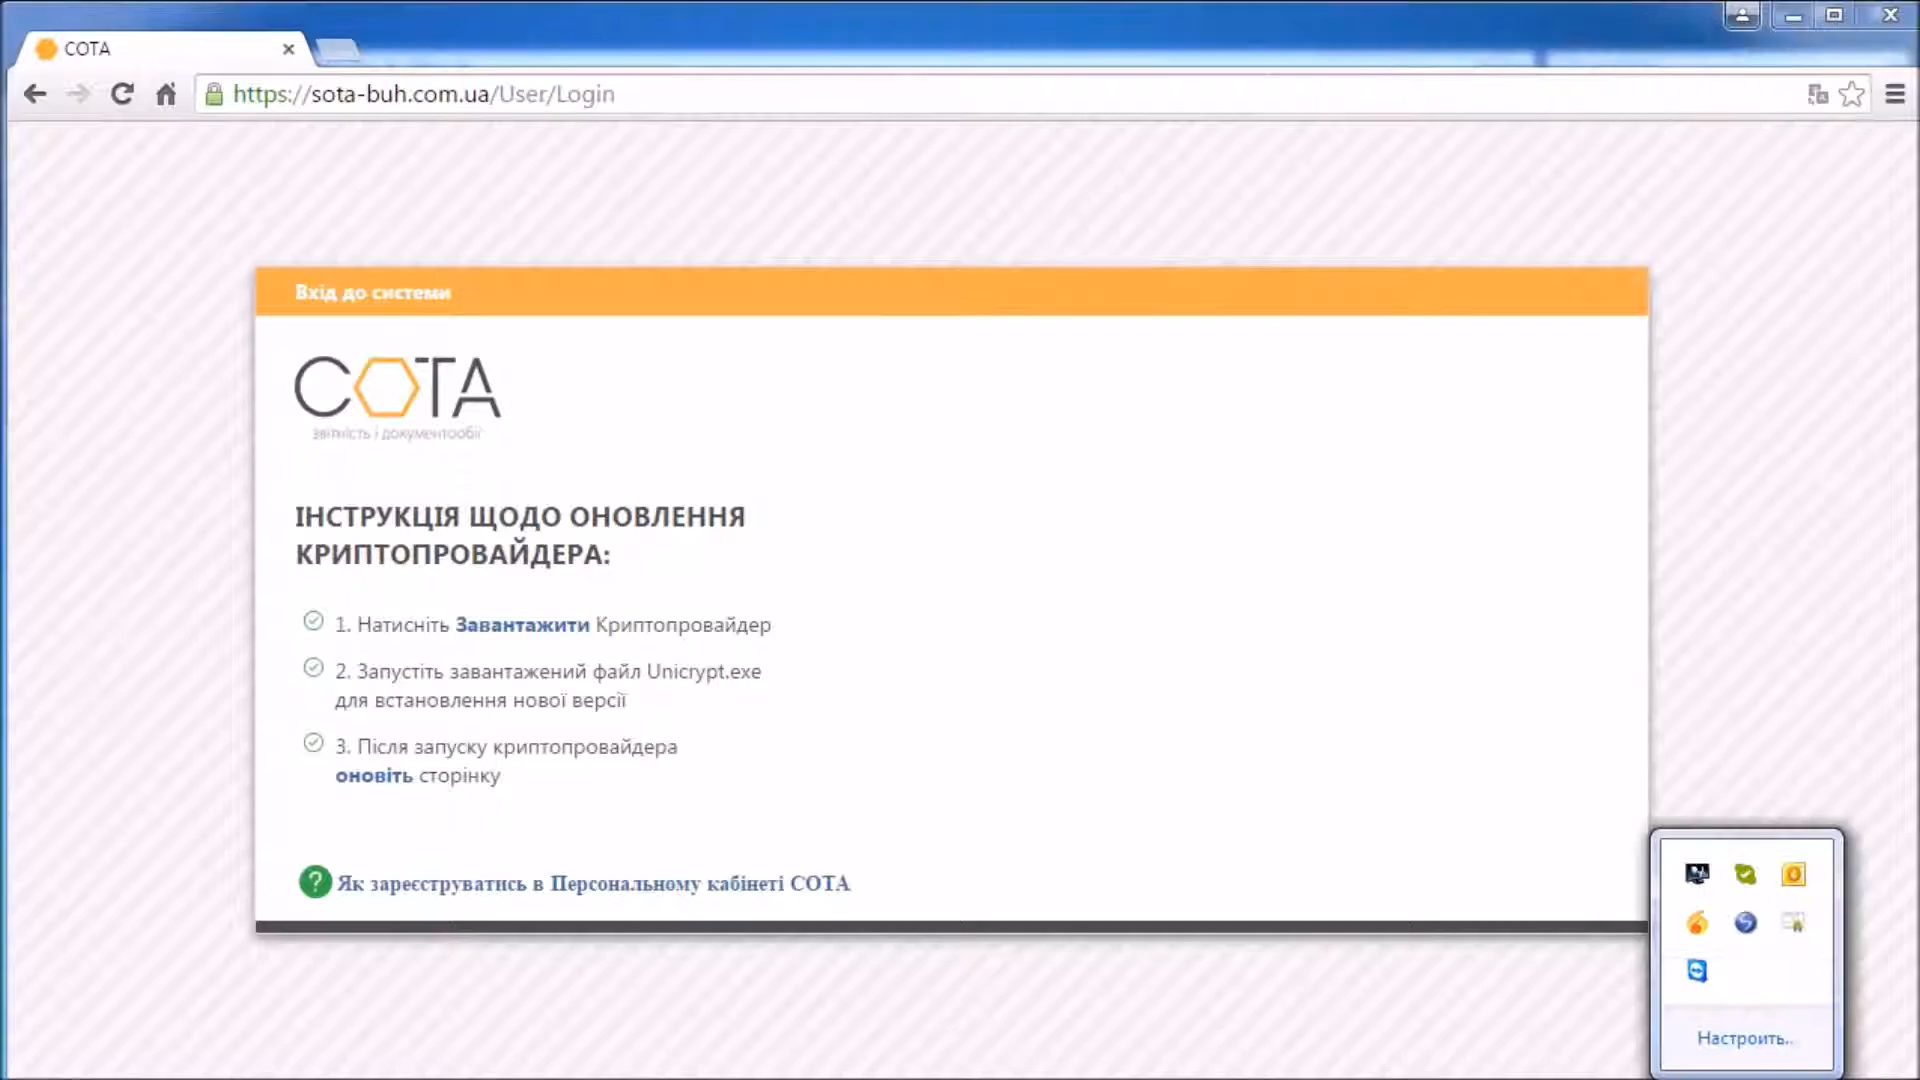 СОТА
https://sota-buh.com.ua/User/Login
Вхід до системи
СОТА
звітність і документообіг
ІНСТРУКЦІЯ ЩОДО ОНОВЛЕННЯ
КРИПТОПРОВАЙДЕРА:
1. Натисніть Завантажити Криптопровайдер
2. Запустіть завантажений файл Unicrypt.exe
для встановлення нової версії
3. Після запуску криптопровайдера
оновіть сторінку
? Як зареєструватись в Персональному кабінеті СОТА
Настроить..